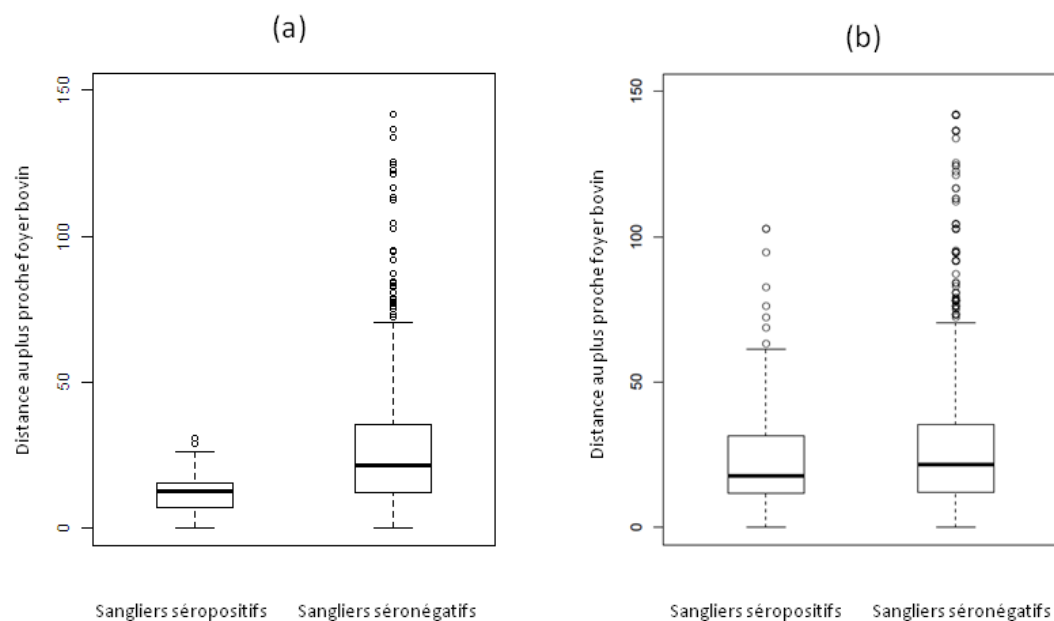 (a)
Distance au plus proche foyer bovin
150
100
50
0
Sangliers séropositifs
Sangliers séronégatifs
(b)
Distance au plus proche foyer bovin
150
100
50
0
Sangliers séropositifs
Sangliers séronégatifs